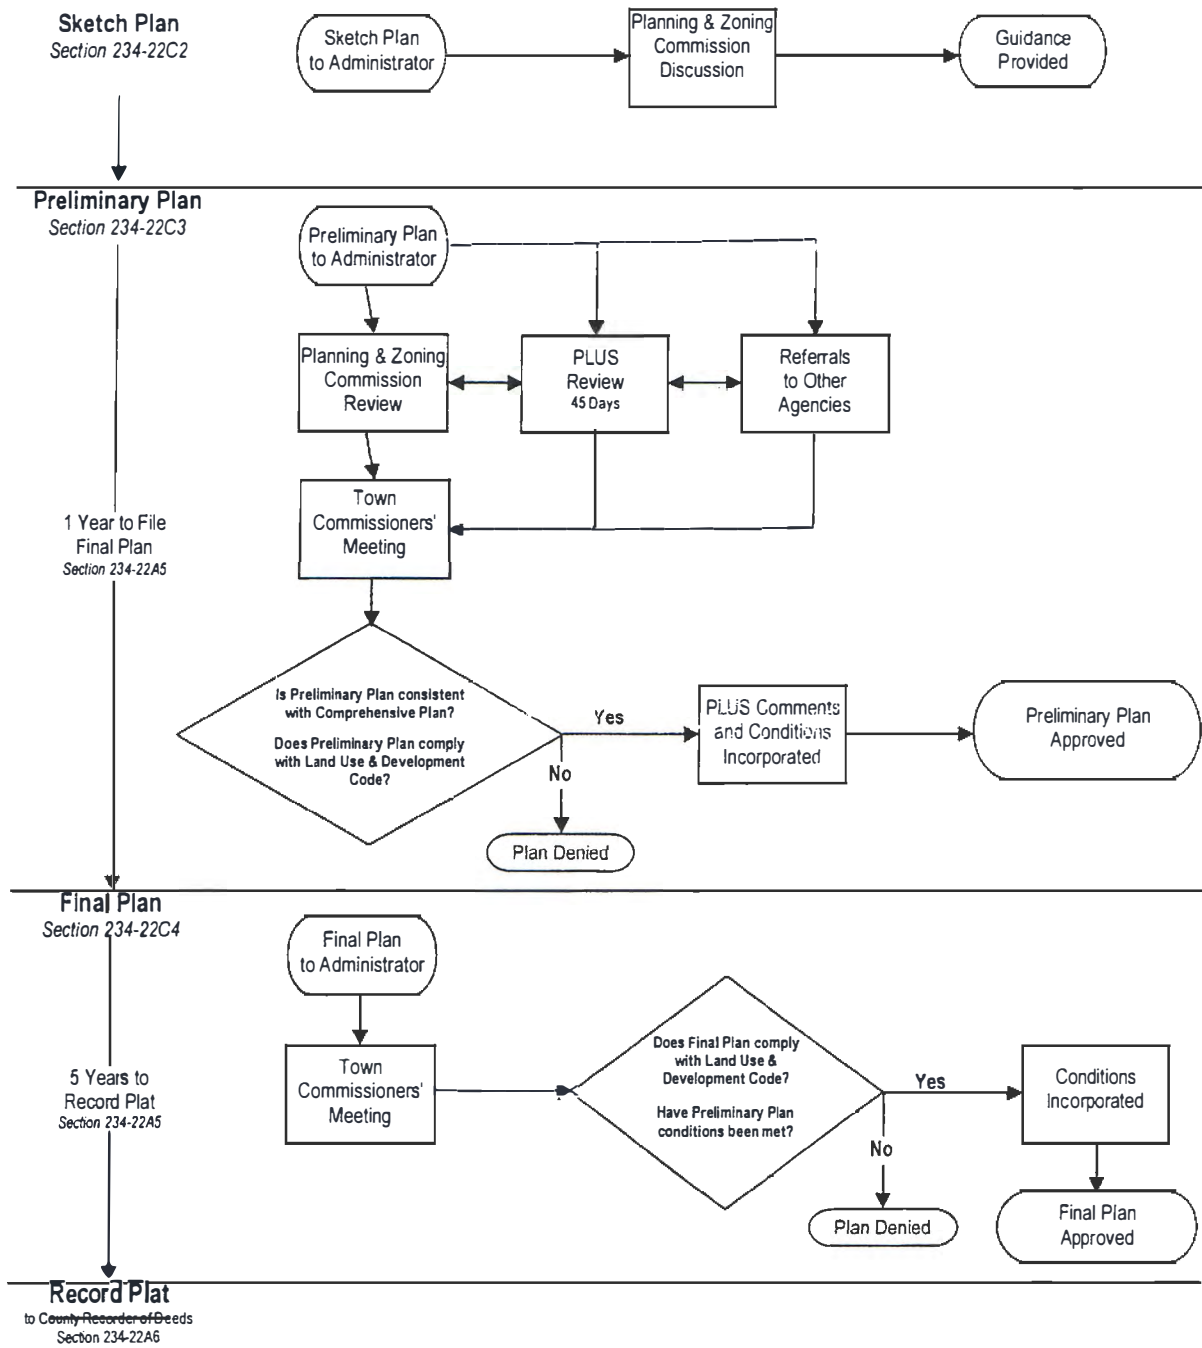 Sketch Plan
Section 234-22C2
Sketch Plan
to Administrator
Planning & Zoning
Commission
Discussion
Guidance
Provided
Preliminary Plan
Section 234-22C3
Preliminary Plan
to Administrator
Planning & Zoning
Commission
Review
PLUS
Review
45 Days
Referrals
to Other
Agencies
Town
Commissioners'
Meeting
1 Year to File
Final Plan
Section 234-22A5
Is Preliminary Plan consistent
with Comprehensive Plan?
Does Preliminary Plan comply
with Land Use & Development
Code?
Yes
No
PLUS Comments
and Conditions
Incorporated
Preliminary Plan
Approved
Plan Denied
Final Plan
Section 234-22C4
Final Plan
to Administrator
Town
Commissioners'
Meeting
5 Years to
Record Plat
Section 234-22A5
Does Final Plan comply
with Land Use &
Development Code?
Have Preliminary Plan
conditions been met?
Yes
No
Conditions
Incorporated
Plan Denied
Final Plan
Approved
Record Plat
to County Recorder of Deeds
Section 234-22A6